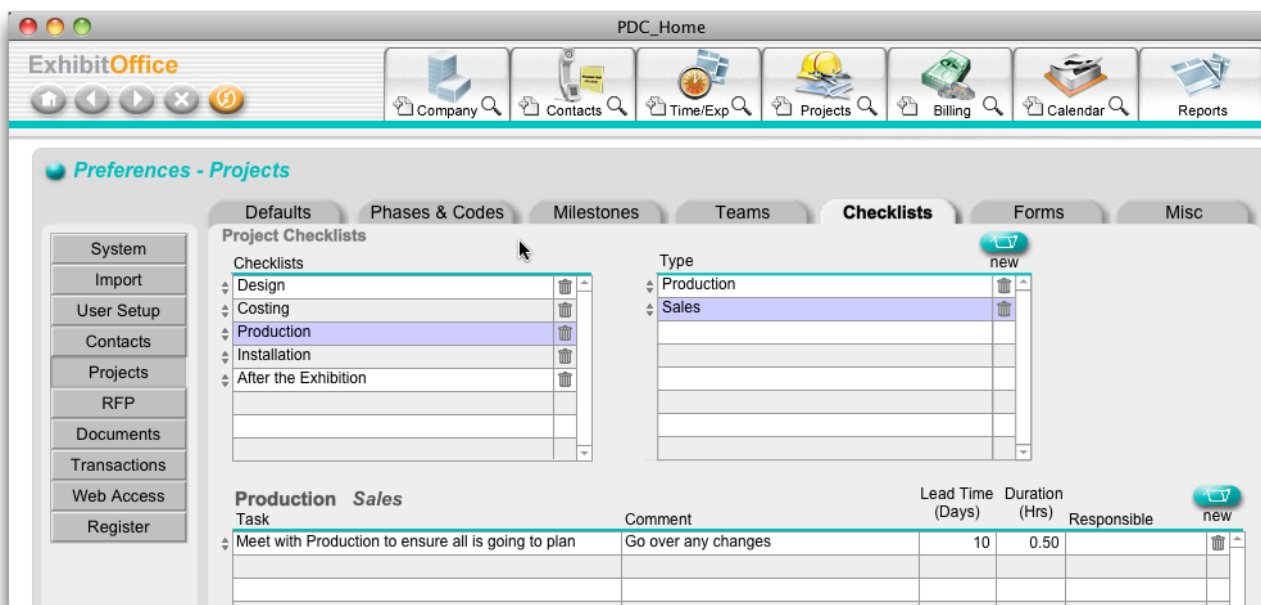 PDC_Home
ExhibitOffice
Company
Contacts
Time/Exp
Projects
Billing
Calendar
Reports
Preferences - Projects
Defaults
Phases & Codes
Milestones
Teams
Checklists
Forms
Misc
System
Import
User Setup
Contacts
Projects
RFP
Documents
Transactions
Web Access
Register
Project Checklists
Checklists
Design
Costing
Production
Installation
After the Exhibition
Type
new
Production
Sales
Production Sales
Task
Comment
Lead Time
(Days)
Duration
(Hrs)
Responsible
new
Meet with Production to ensure all is going to plan
Go over any changes
10
0.50